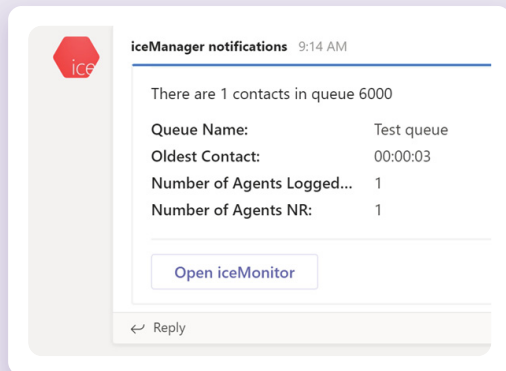 ice
iceManager notifications 9:14 AM
There are 1 contacts in queue 6000
Queue Name: Test queue
Oldest Contact: 00:00:03
Number of Agents Logged... 1
Number of Agents NR: 1
Open iceMonitor
Reply